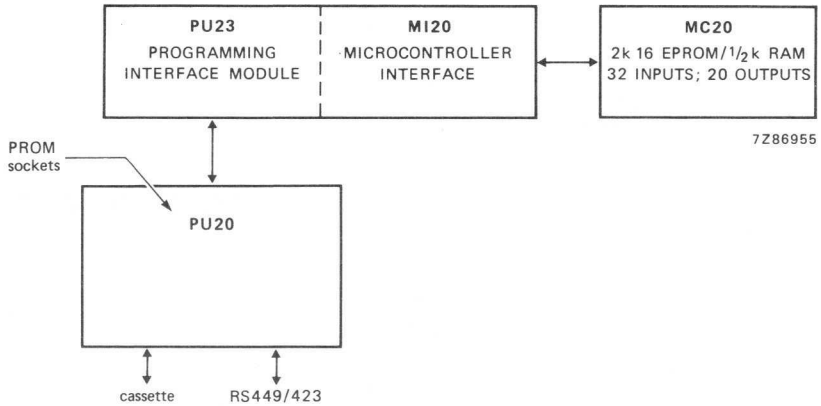 PU23
PROGRAMMING
INTERFACE MODULE
MI20
MICROCONTROLLER
INTERFACE
MC20
2k 16 EPROM/1/2k RAM
32 INPUTS; 20 OUTPUTS
7Z86955
PROM
sockets
PU20
cassette
RS449/423